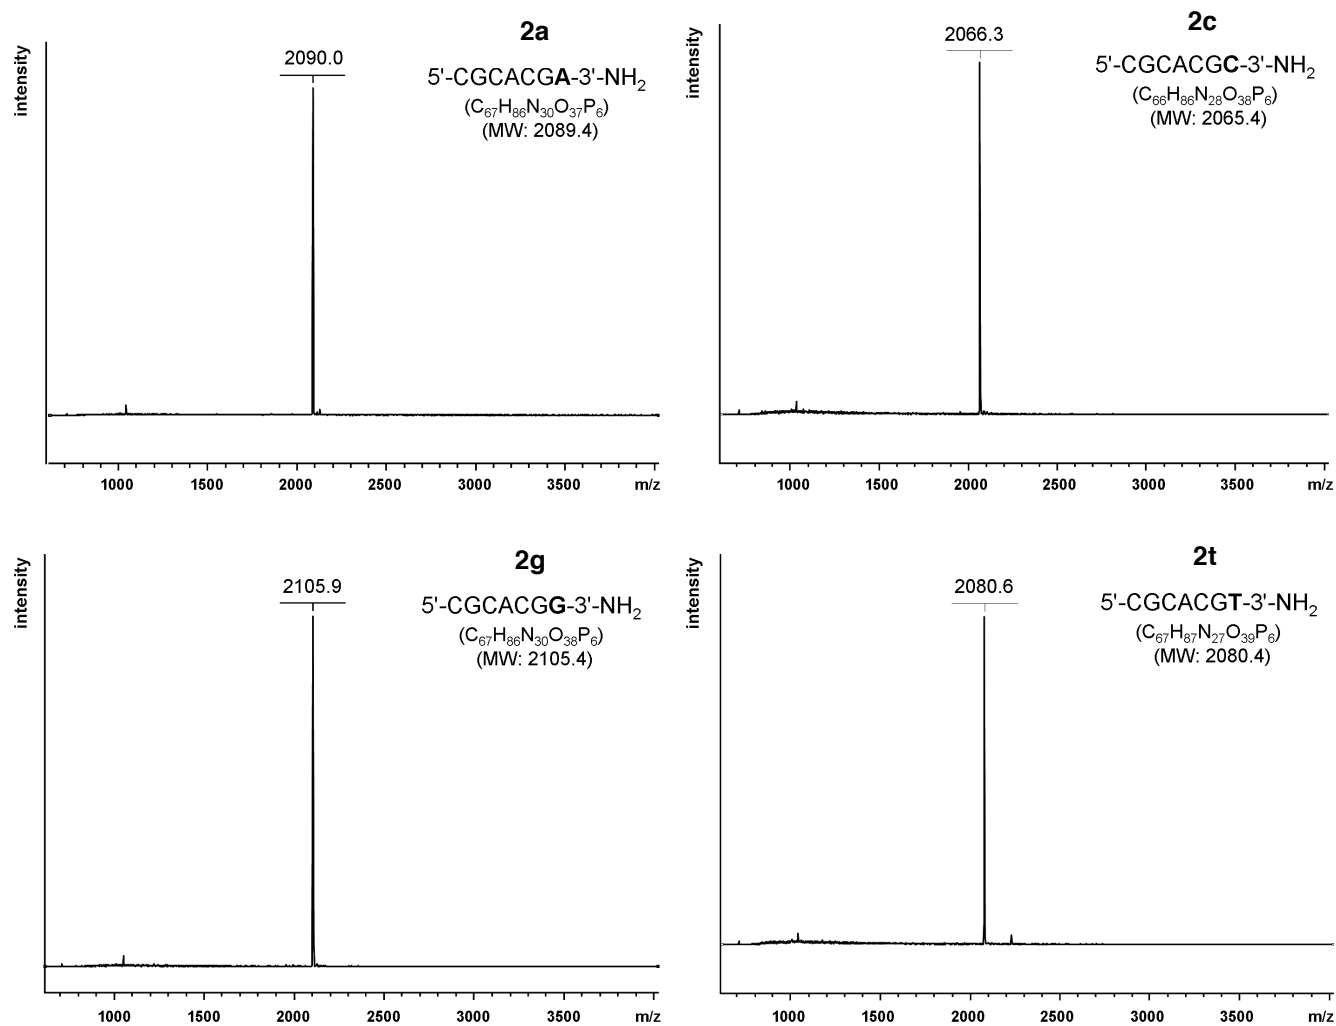 intensity
2a
2090.0
5'-CGCACGA-3'-NH₂
(C₆₇H₈₆N₃₀O₃₇P₆)
(MW: 2089.4)
1000 1500 2000 2500 3000 3500 m/z
intensity
2c
2066.3
5'-CGCACGC-3'-NH₂
(C₆₆H₈₆N₂₈O₃₈P₆)
(MW: 2065.4)
1000 1500 2000 2500 3000 3500 m/z
intensity
2g
2105.9
5'-CGCACGG-3'-NH₂
(C₆₇H₈₆N₃₀O₃₈P₆)
(MW: 2105.4)
1000 1500 2000 2500 3000 3500 m/z
intensity
2t
2080.6
5'-CGCACGT-3'-NH₂
(C₆₇H₈₇N₂₇O₃₉P₆)
(MW: 2080.4)
1000 1500 2000 2500 3000 3500 m/z